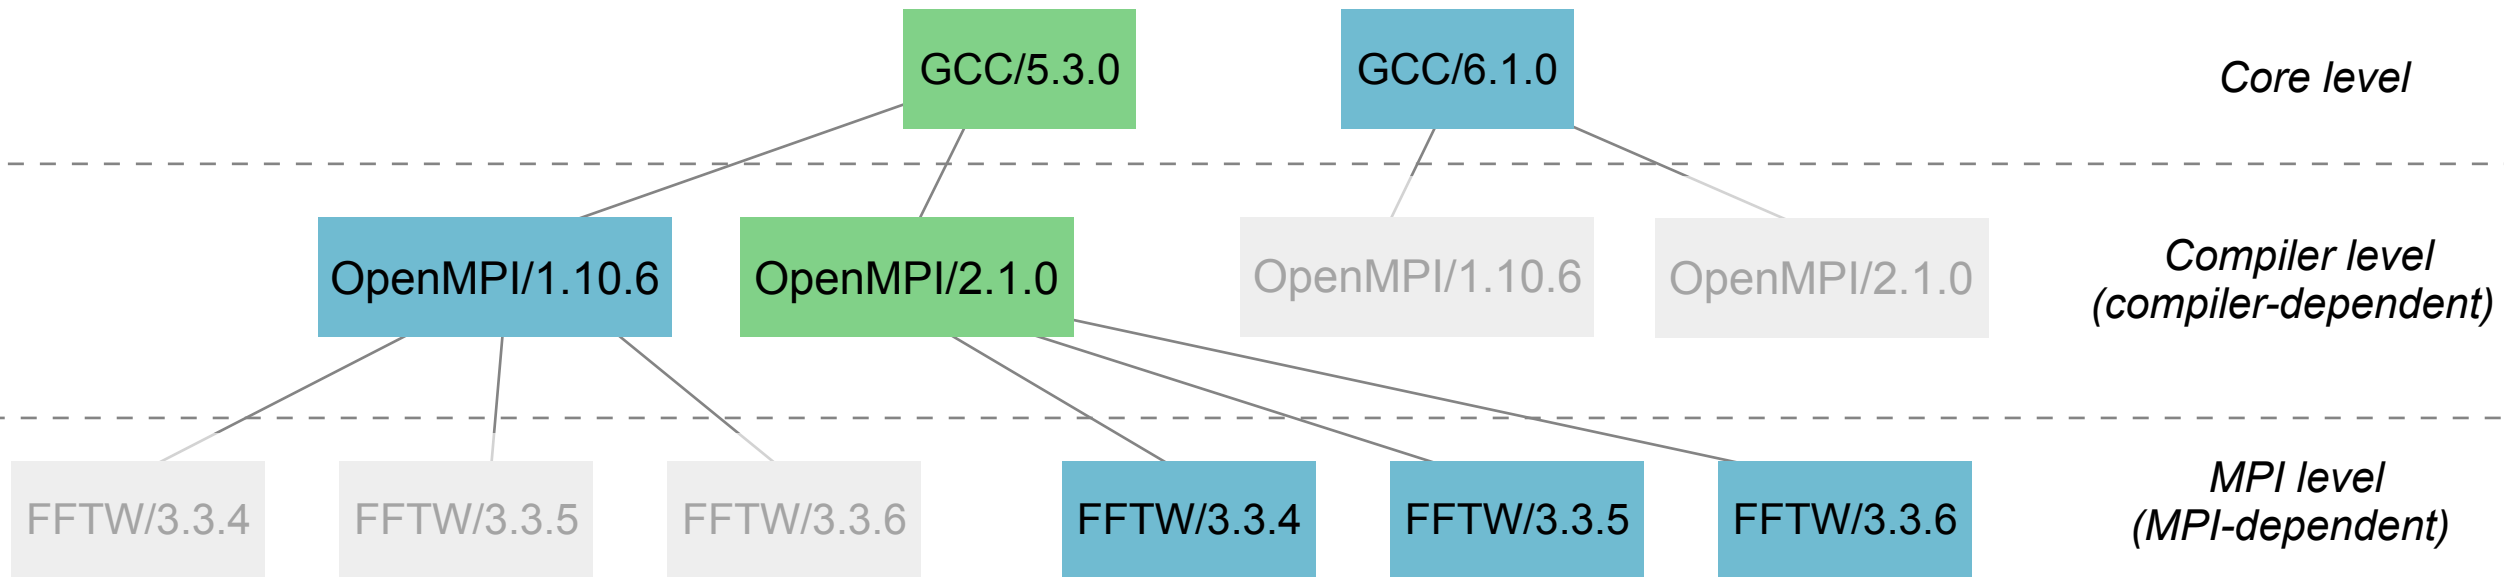 GCC/5.3.0
GCC/6.1.0
Core level
OpenMPI/1.10.6
OpenMPI/2.1.0
OpenMPI/1.10.6
OpenMPI/2.1.0
Compiler level
(compiler-dependent)
FFTW/3.3.4
FFTW/3.3.5
FFTW/3.3.6
FFTW/3.3.4
FFTW/3.3.5
FFTW/3.3.6
MPI level
(MPI-dependent)